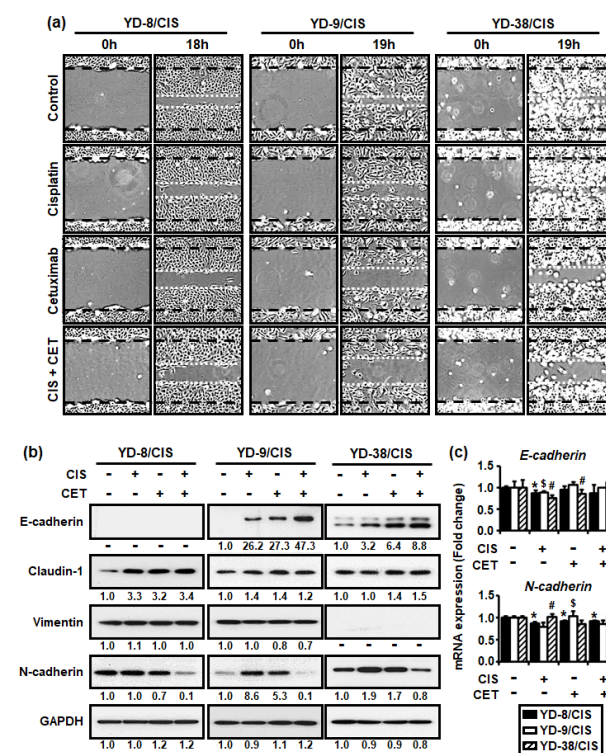 (a)
YD-8/CIS YD-9/CIS YD-38/CIS
0h 18h 0h 19h 0h 19h
Control
Cisplatin
Cetuximab
CIS + CET
(b)
YD-8/CIS YD-9/CIS YD-38/CIS
CIS - + - + - + - + - + - +
CET - - + + - - + + - - + +
E-cadherin
- - - - 1.0 26.2 27.3 47.3 1.0 3.2 6.4 8.8
Claudin-1
1.0 3.3 3.2 3.4 1.0 1.4 1.4 1.2 1.0 1.0 1.4 1.5
Vimentin
1.0 1.1 1.0 1.0 1.0 1.0 0.8 0.7 - - - -
N-cadherin
1.0 1.0 0.7 0.1 1.0 8.6 5.3 0.1 1.0 1.9 1.7 0.8
GAPDH
1.0 1.0 1.2 1.2 1.0 0.9 1.1 1.2 1.0 0.9 0.9 0.8
(c)
mRNA expression (Fold change)
E-cadherin
1.5
1.0
0.5
0.0
* $ # #
CIS - + - +
CET - - + +
N-cadherin
1.5
1.0
0.5
0.0
* # * $ *
CIS - + - +
CET - - + +
YD-8/CIS
YD-9/CIS
YD-38/CIS